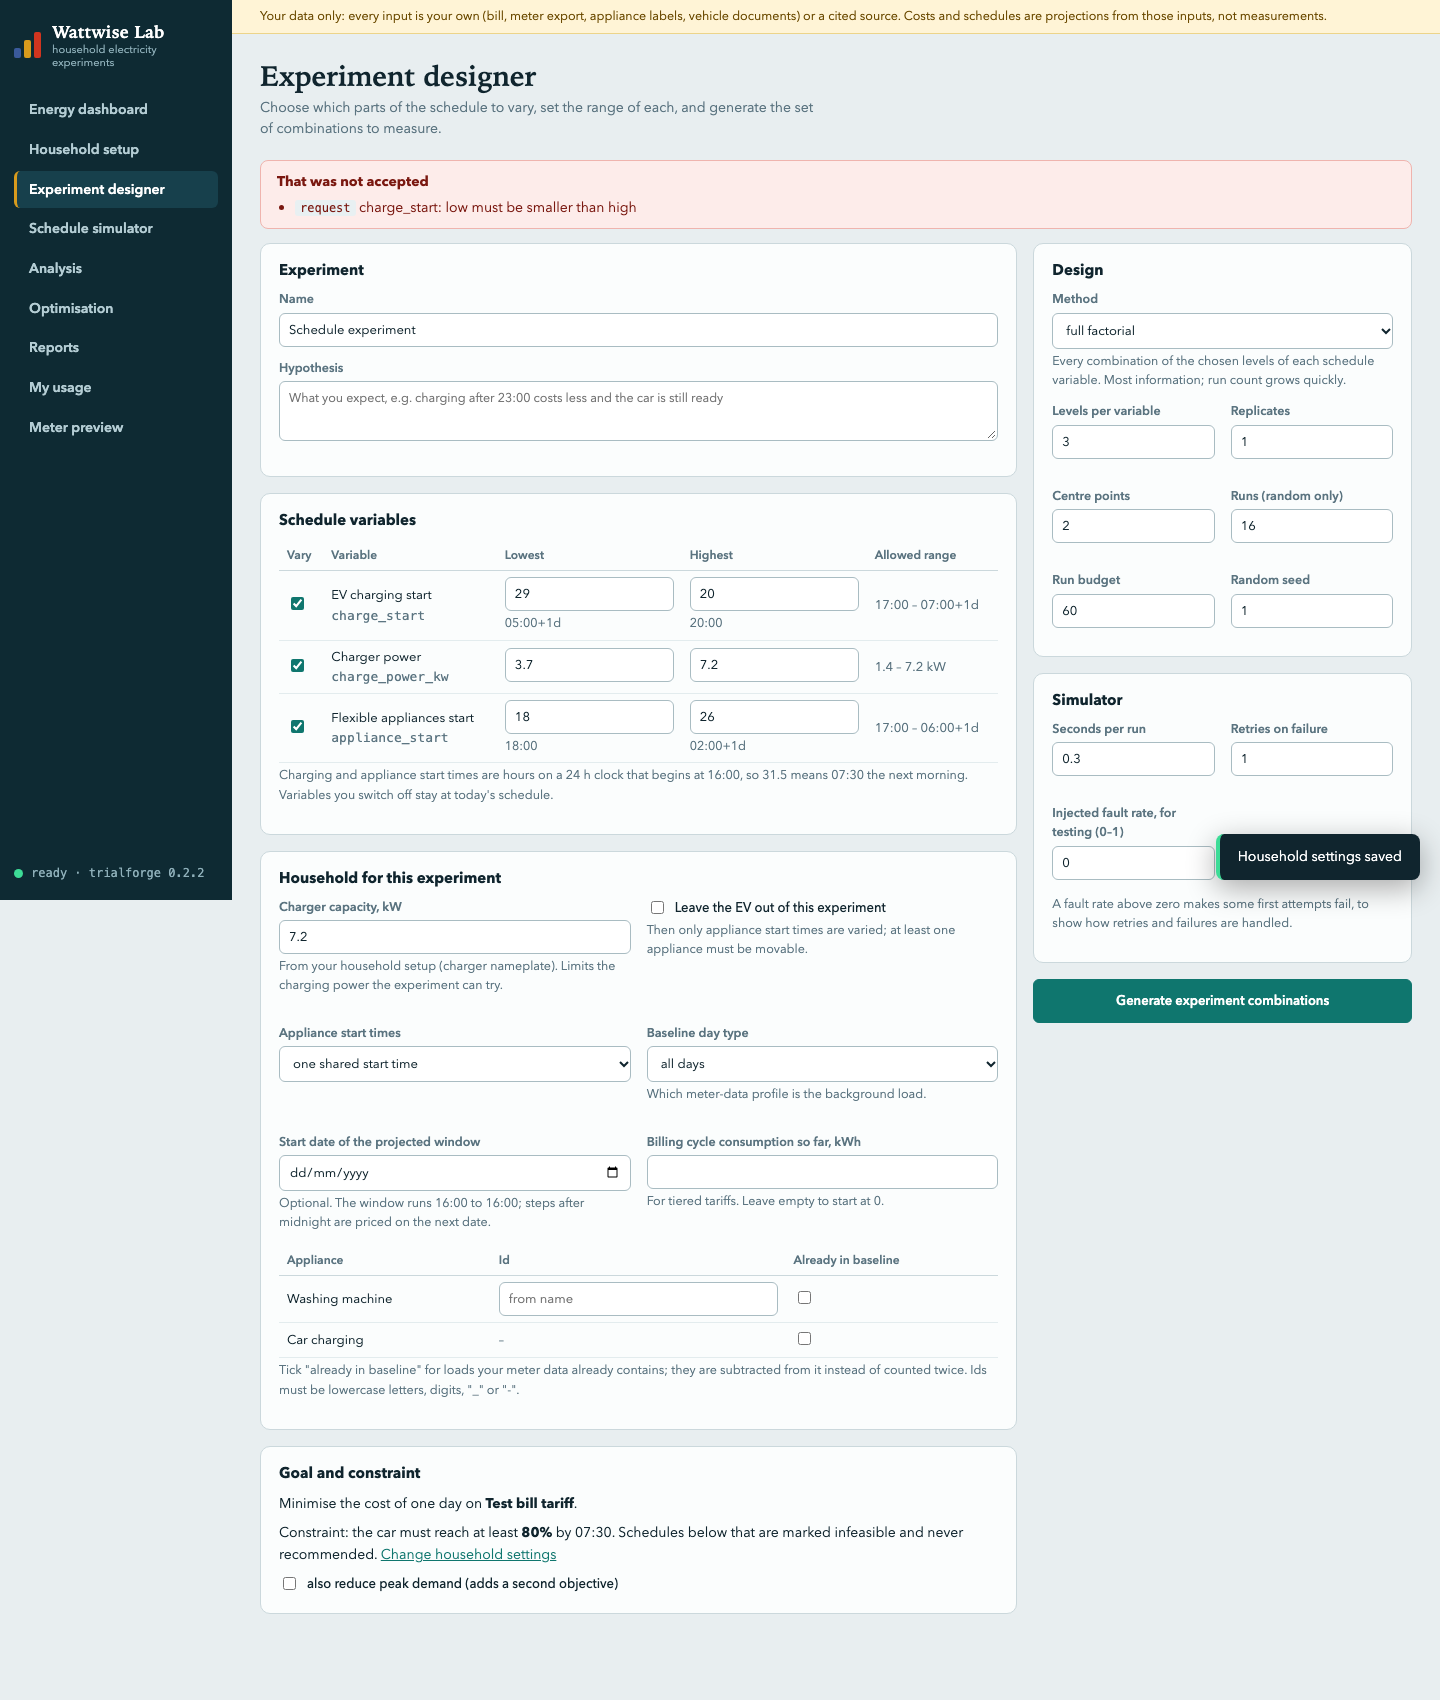 Wattwise Lab
household electricity
experiments
Energy dashboard
Household setup
Experiment designer
Schedule simulator
Analysis
Optimisation
Reports
My usage
Meter preview
ready · trialforge 0.2.2
Your data only: every input is your own (bill, meter export, appliance labels, vehicle documents) or a cited source. Costs and schedules are projections from those inputs, not measurements.
Experiment designer
Choose which parts of the schedule to vary, set the range of each, and generate the set
of combinations to measure.
That was not accepted
• request charge_start: low must be smaller than high
Experiment
Name
Schedule experiment
Hypothesis
What you expect, e.g. charging after 23:00 costs less and the car is still ready
Schedule variables
Vary Variable Lowest Highest Allowed range
EV charging start 29 20 17:00 – 07:00+1d
charge_start 05:00+1d 20:00
Charger power 3.7 7.2 1.4 – 7.2 kW
charge_power_kw
Flexible appliances start 18 26 17:00 – 06:00+1d
appliance_start 18:00 02:00+1d
Charging and appliance start times are hours on a 24 h clock that begins at 16:00, so 31.5 means 07:30 the next morning.
Variables you switch off stay at today's schedule.
Household for this experiment
Charger capacity, kW
7.2
From your household setup (charger nameplate). Limits the
charging power the experiment can try.
Leave the EV out of this experiment
Then only appliance start times are varied; at least one
appliance must be movable.
Appliance start times
one shared start time
Baseline day type
all days
Which meter-data profile is the background load.
Start date of the projected window
dd/mm/yyyy
Optional. The window runs 16:00 to 16:00; steps after
midnight are priced on the next date.
Billing cycle consumption so far, kWh
For tiered tariffs. Leave empty to start at 0.
Appliance Id Already in baseline
Washing machine from name
Car charging –
Tick "already in baseline" for loads your meter data already contains; they are subtracted from it instead of counted twice. Ids
must be lowercase letters, digits, "_" or "-".
Goal and constraint
Minimise the cost of one day on Test bill tariff.
Constraint: the car must reach at least 80% by 07:30. Schedules below that are marked infeasible and never
recommended. Change household settings
also reduce peak demand (adds a second objective)
Design
Method
full factorial
Every combination of the chosen levels of each schedule
variable. Most information; run count grows quickly.
Levels per variable Replicates
3 1
Centre points Runs (random only)
2 16
Run budget Random seed
60 1
Simulator
Seconds per run Retries on failure
0.3 1
Injected fault rate, for
testing (0–1)
0
Household settings saved
A fault rate above zero makes some first attempts fail, to
show how retries and failures are handled.
Generate experiment combinations